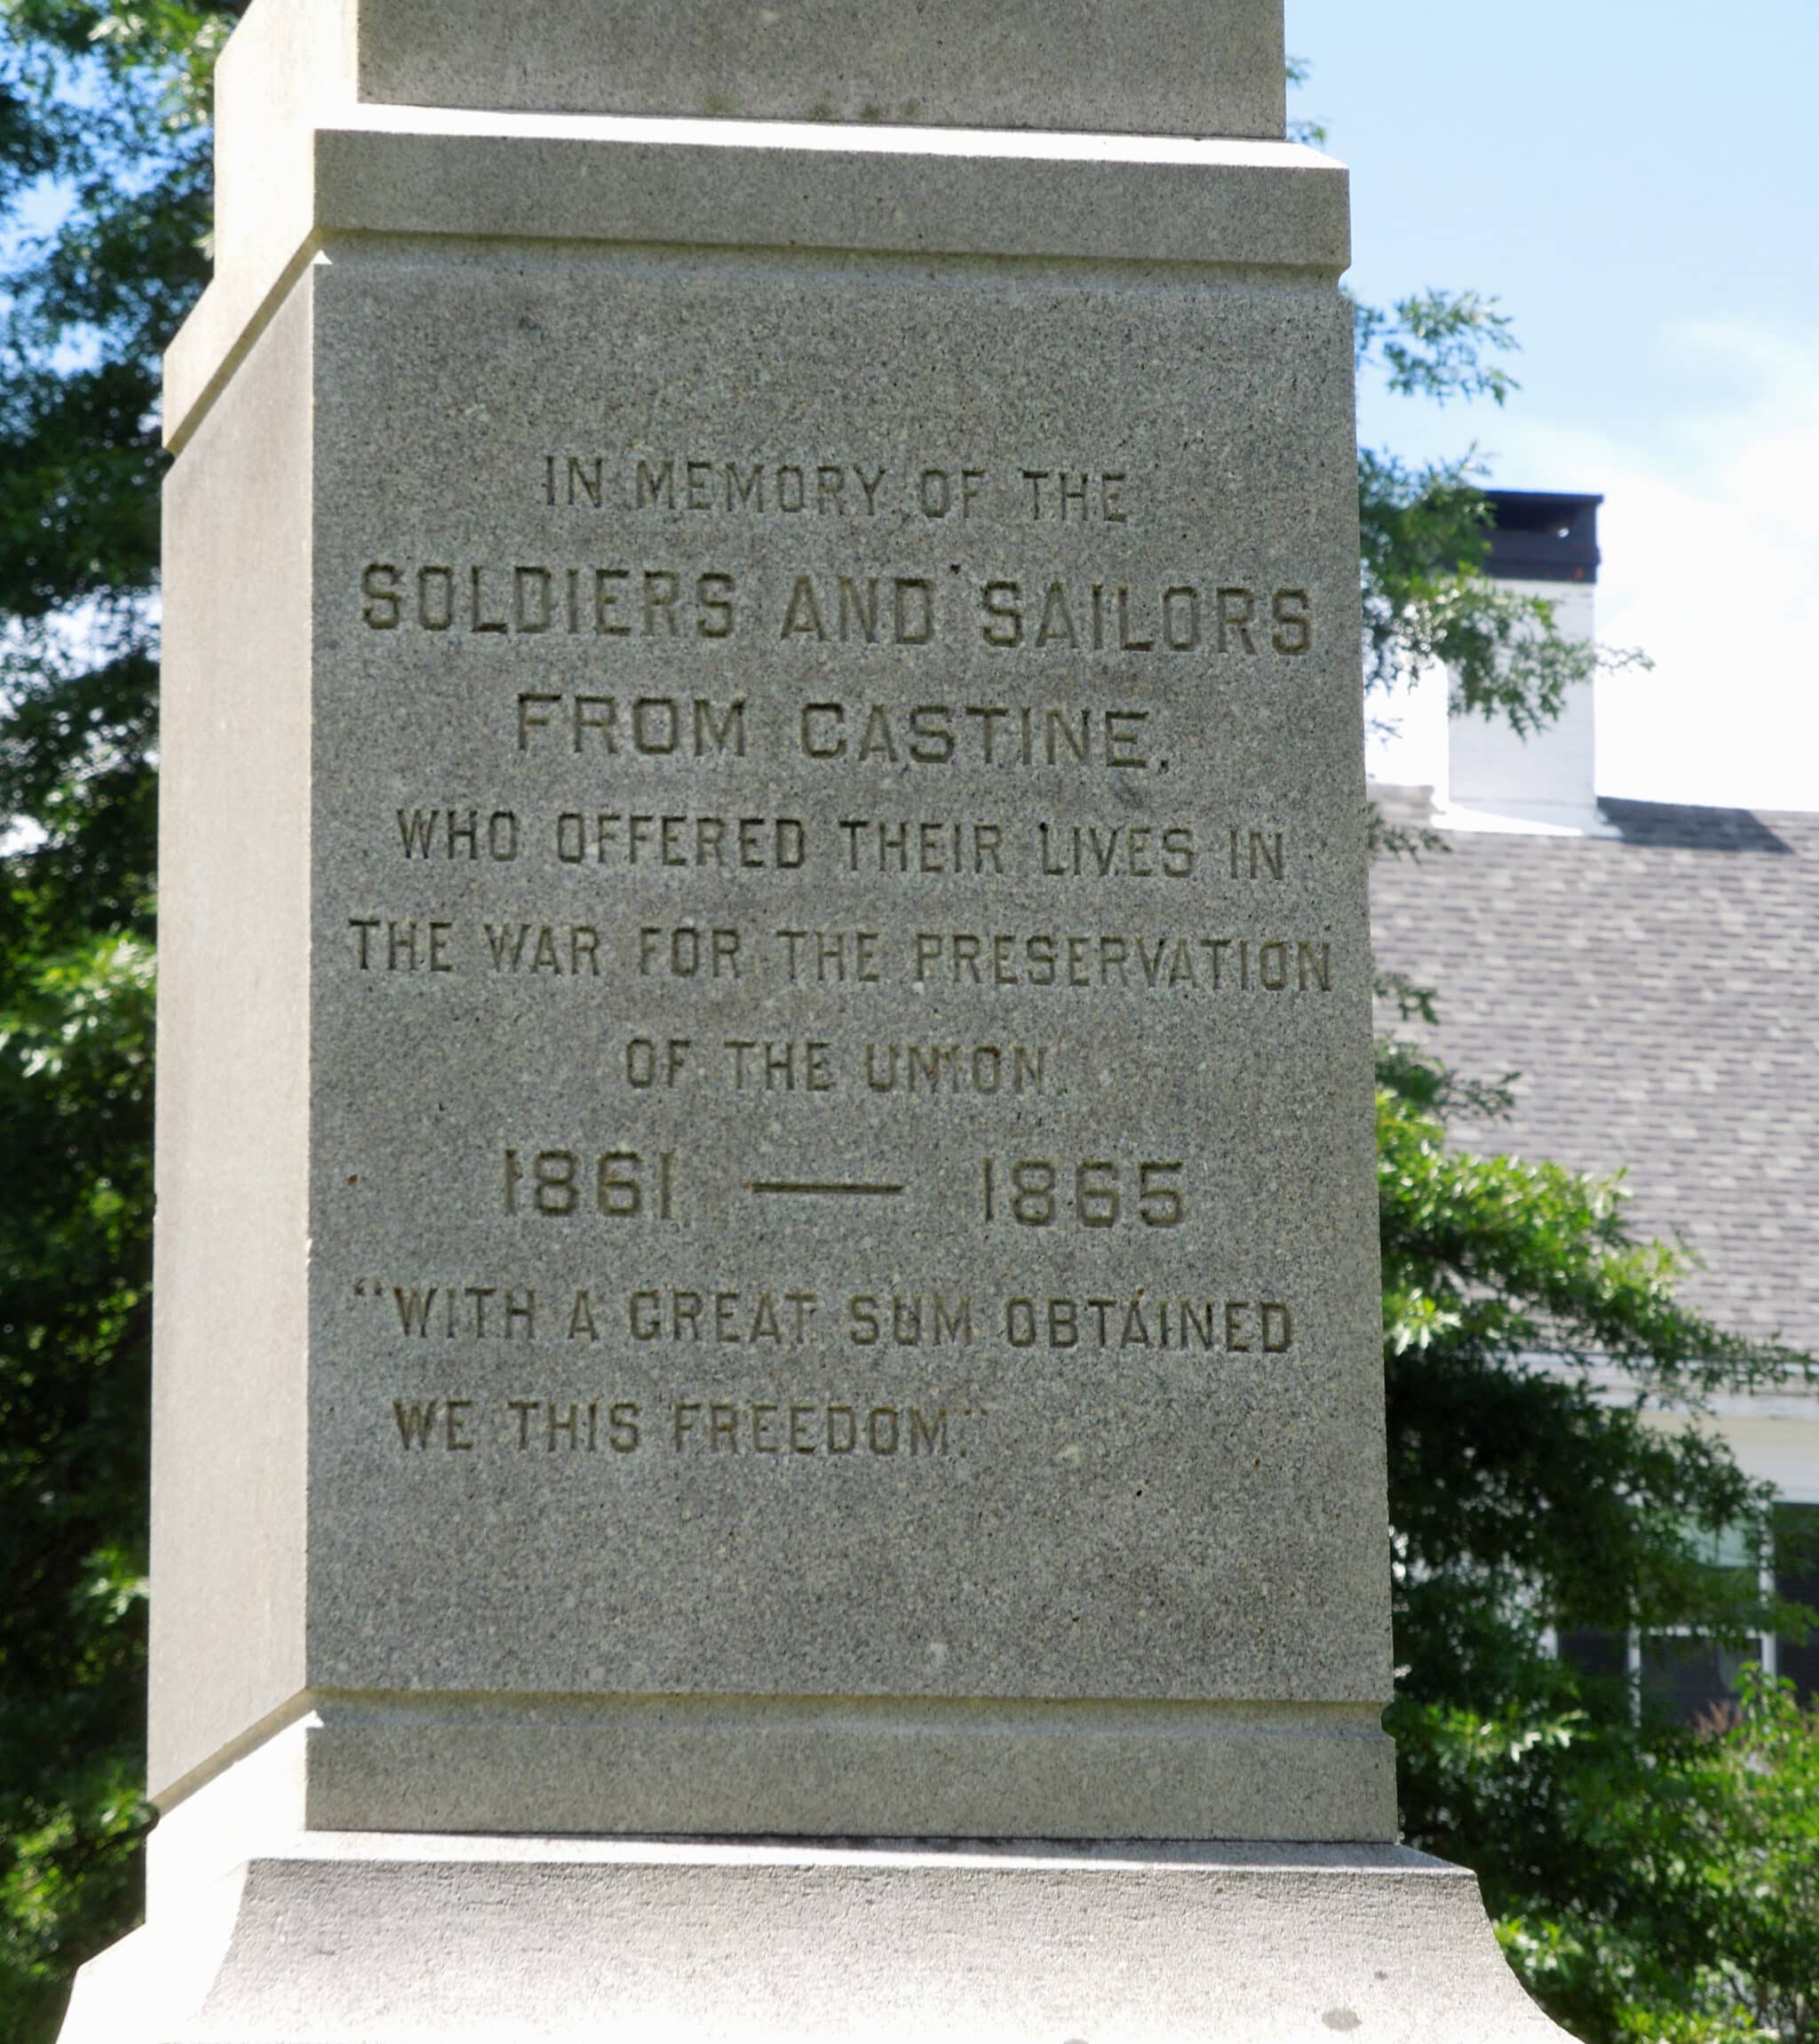 IN MEMORY OF THE
SOLDIERS AND SAILORS
FROM CASTINE.
WHO OFFERED THEIR LIVES IN
THE WAR FOR THE PRESERVATION
OF THE UNION.
1861 — 1865
“WITH A GREAT SUM OBTAINED
WE THIS FREEDOM.”